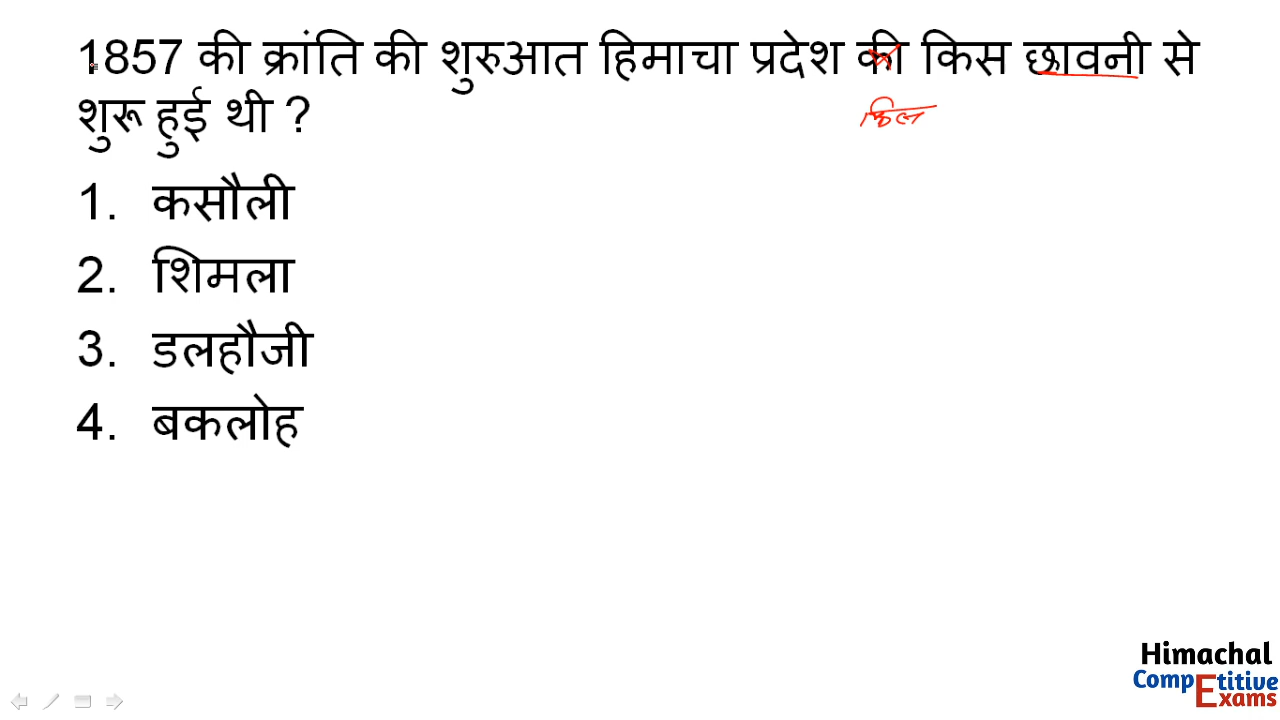 1857 की क्रांति की शुरुआत हिमाचा प्रदेश की किस छावनी से
शुरू हुई थी ?
1. कसौली
2. शिमला
3. डलहौजी
4. बकलोह
Himachal
Competitive
Exams